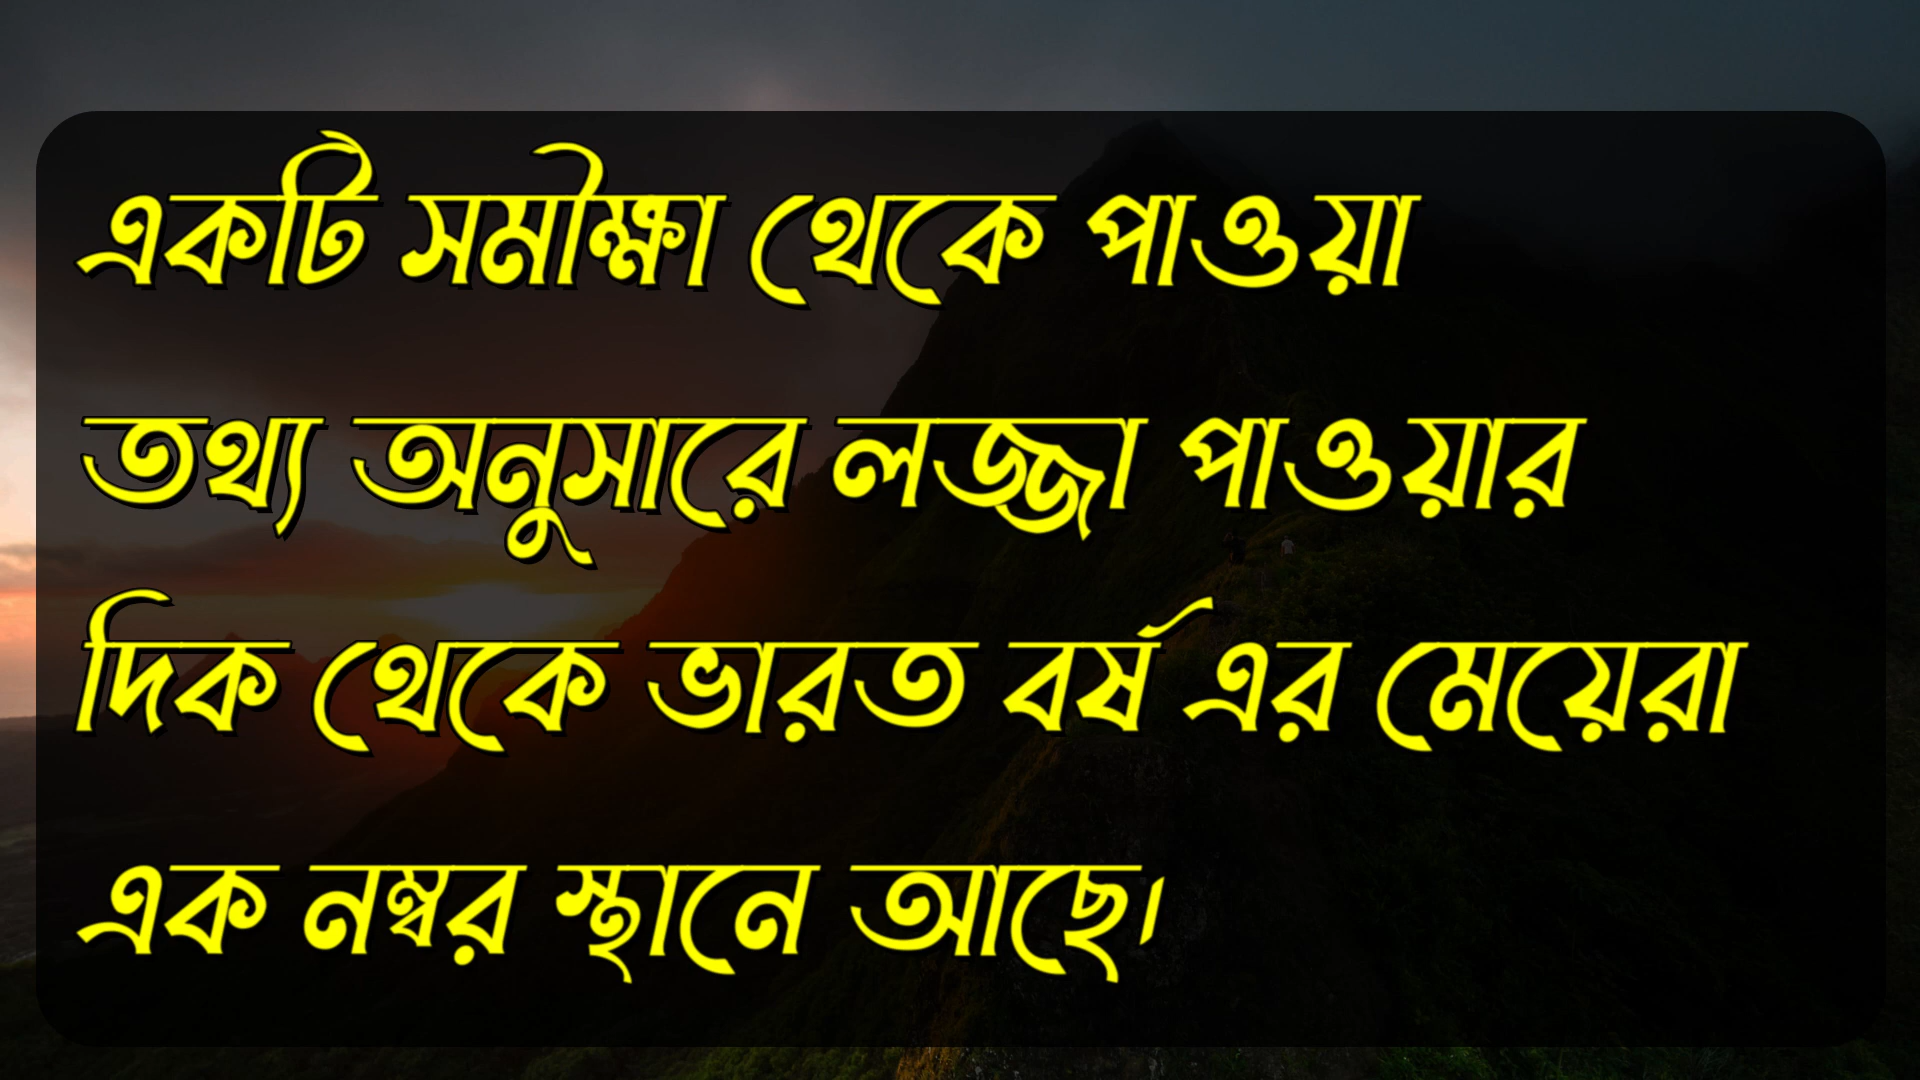 একটি সমীক্ষা থেকে পাওয়া
তথ্য অনুসারে লজ্জা পাওয়ার
দিক থেকে ভারত বর্ষ এর মেয়েরা
এক নম্বর স্থানে আছে।